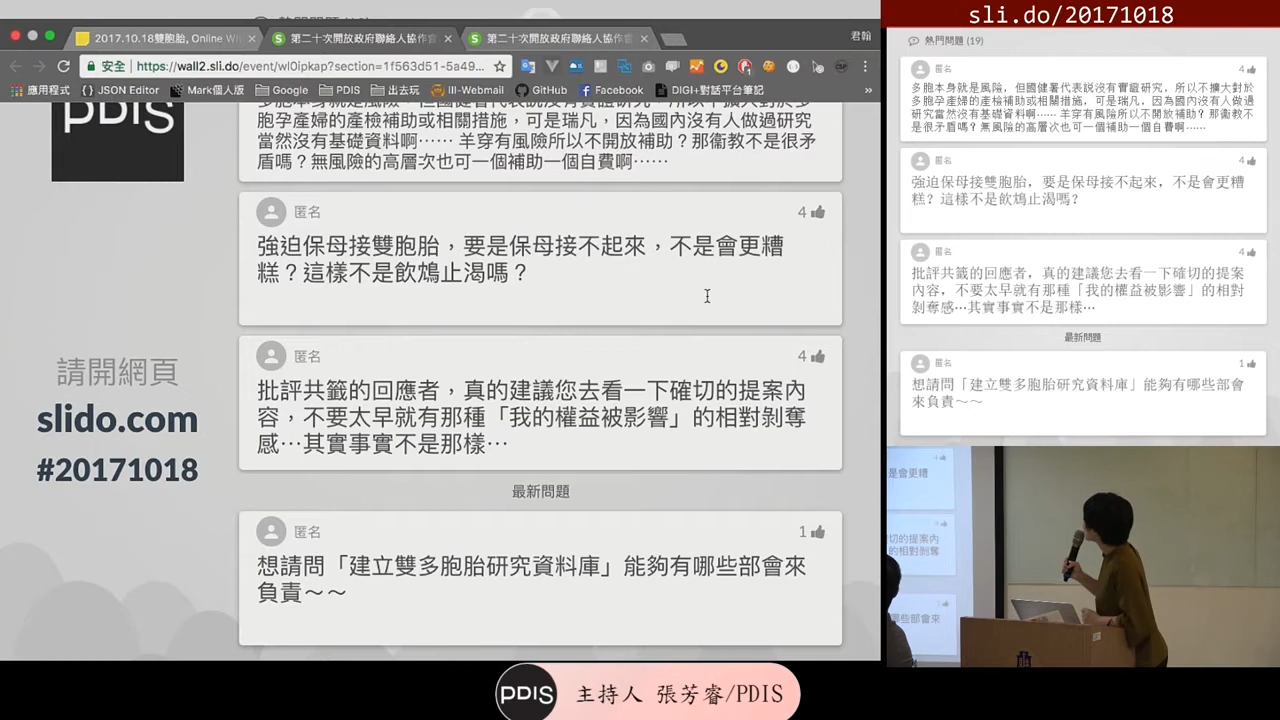 2017.10.18雙胞胎, Online W
第二十次開放政府聯絡人協作會
第二十次開放政府聯絡人協作會
君翰
安全 | https://wall2.sli.do/event/wl0ipkap?section=1f563d51-5a49...
應用程式 JSON Editor Mark個人版 Google PDIS 出去玩 III-Webmail GitHub Facebook DIGI+對話平台筆記 »
PDIS
胞孕產婦的產檢補助或相關措施，可是瑞凡，因為國內沒有人做過研究
當然沒有基礎資料啊…… 羊穿有風險所以不開放補助？那衞教不是很矛
盾嗎？無風險的高層次也可一個補助一個自費啊……
匿名 4
強迫保母接雙胞胎，要是保母接不起來，不是會更糟
糕？這樣不是飲鴆止渴嗎？
匿名 4
批評共籤的回應者，真的建議您去看一下確切的提案內
容，不要太早就有那種「我的權益被影響」的相對剝奪
感…其實事實不是那樣…
最新問題
匿名 1
想請問「建立雙多胞胎研究資料庫」能夠有哪些部會來
負責～～
請開網頁
slido.com
#20171018
sli.do/20171018
熱門問題 (19)
匿名 4
多胞本身就是風險，但國健署代表說沒有實證研究，所以不擴大對於
多胞孕產婦的產檢補助或相關措施，可是瑞凡，因為國內沒有人做過
研究當然沒有基礎資料啊…… 羊穿有風險所以不開放補助？那衞教不
是很矛盾嗎？無風險的高層次也可一個補助一個自費啊……
匿名 4
強迫保母接雙胞胎，要是保母接不起來，不是會更糟
糕？這樣不是飲鴆止渴嗎？
匿名 4
批評共籤的回應者，真的建議您去看一下確切的提案
內容，不要太早就有那種「我的權益被影響」的相對
剝奪感…其實事實不是那樣…
最新問題
匿名 1
想請問「建立雙多胞胎研究資料庫」能夠有哪些部會
來負責～～
是會更糟
切的提案內
的相對剝奪
哪些部會來
PDIS 主持人 張芳睿/PDIS